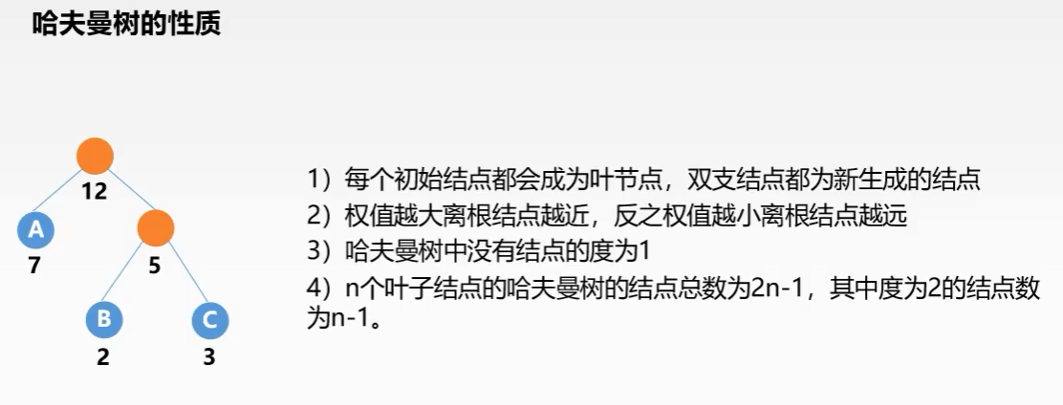 哈夫曼树的性质
12
A
7
5
B
C
2
3
1）每个初始结点都会成为叶节点，双支结点都为新生成的结点
2）权值越大离根结点越近，反之权值越小离根结点越远
3）哈夫曼树中没有结点的度为1
4）n个叶子结点的哈夫曼树的结点总数为2n-1，其中度为2的结点数
为n-1。